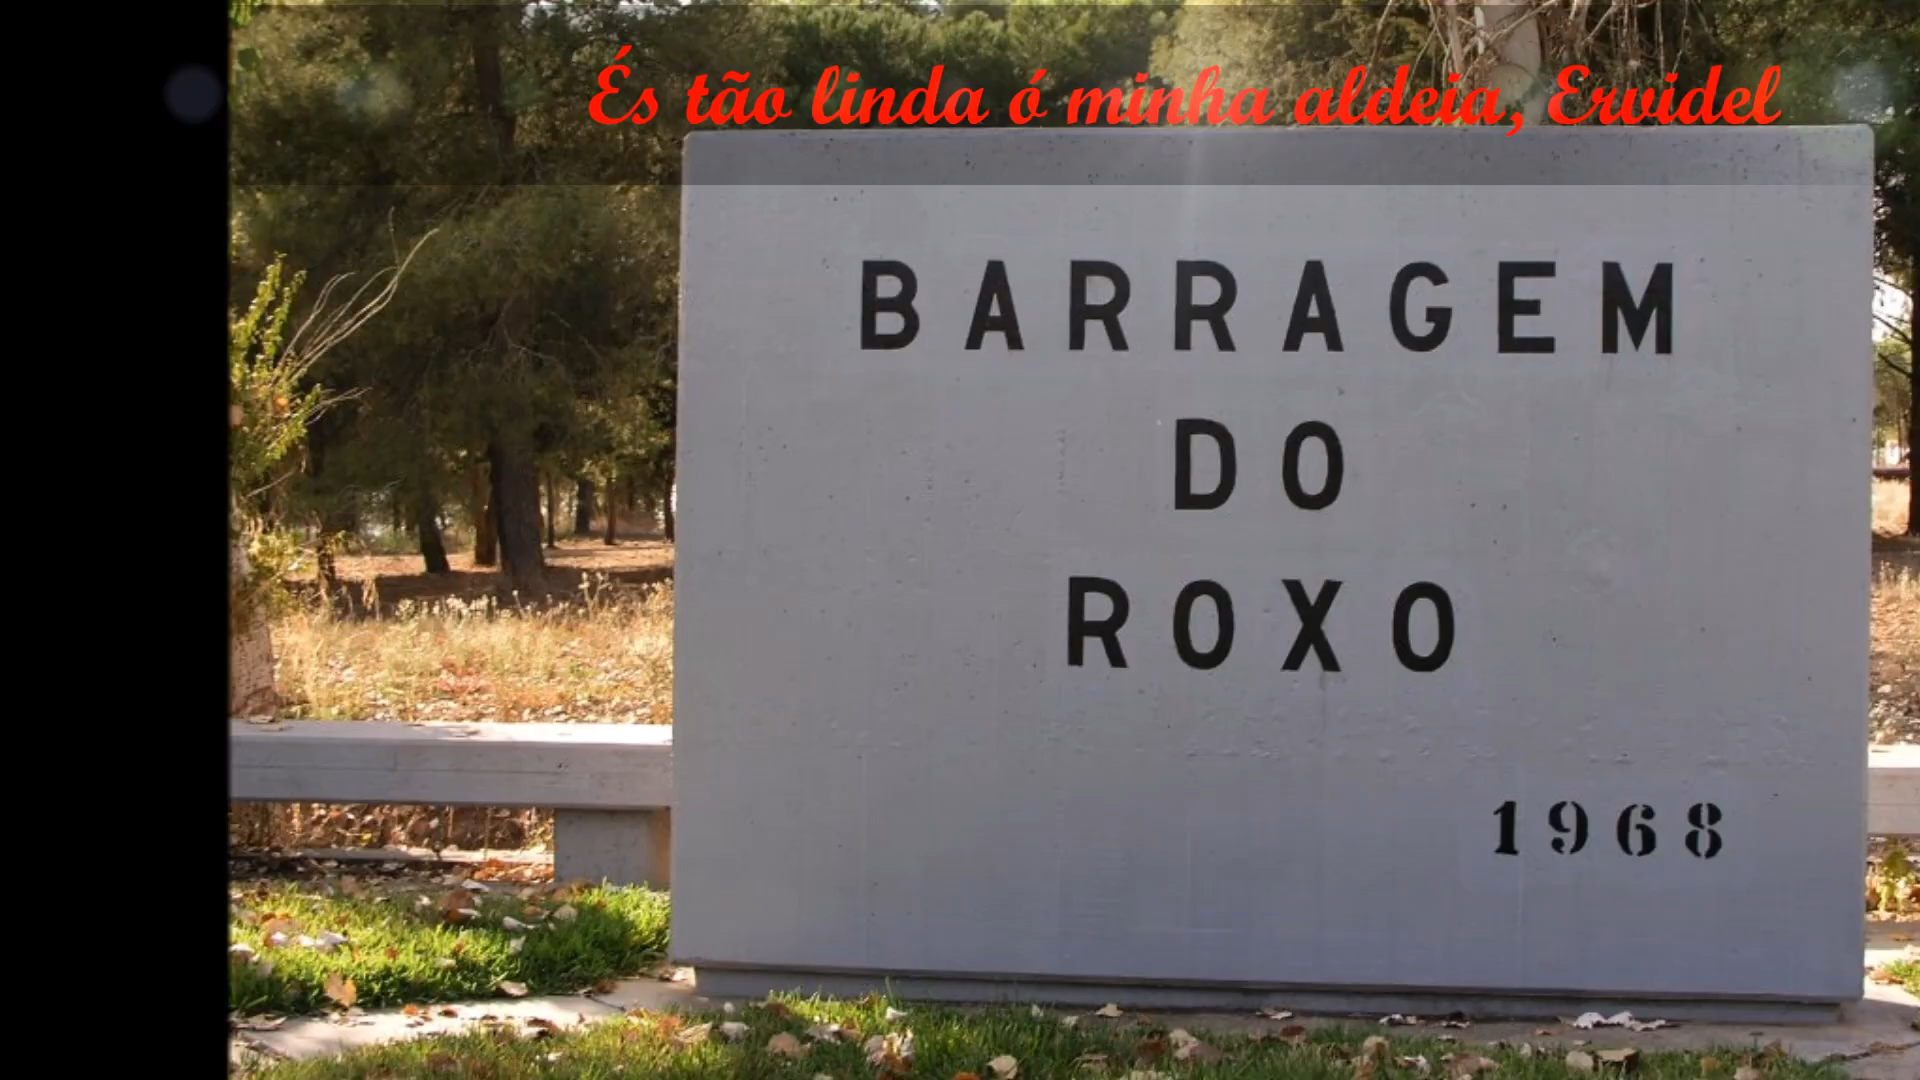 És tão linda ó minha aldeia, Ervidel
BARRAGEM
DO
ROXO
1968